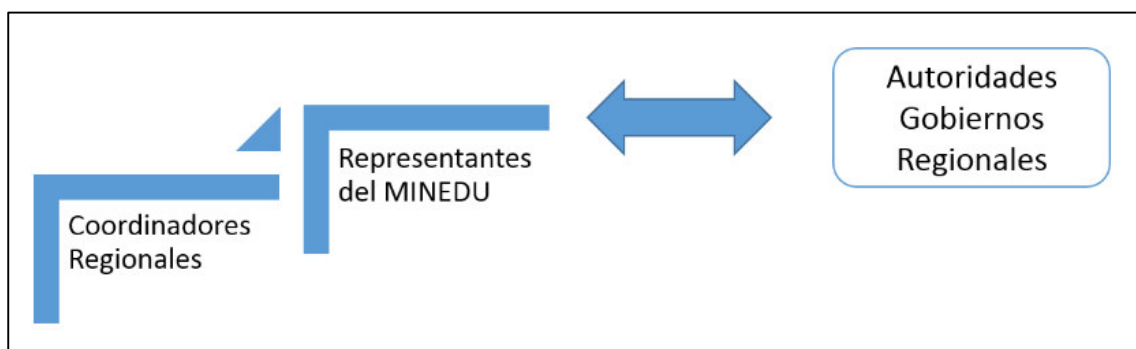 Coordinadores
Regionales
Representantes
del MINEDU
Autoridades
Gobiernos
Regionales